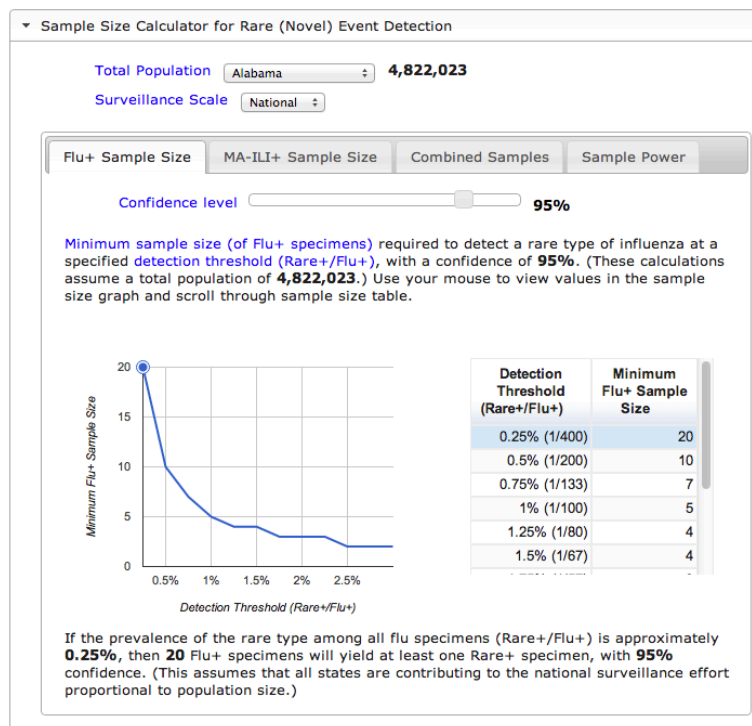 Sample Size Calculator for Rare (Novel) Event Detection
Total Population Alabama 4,822,023
Surveillance Scale National
Flu+ Sample Size MA-ILI+ Sample Size Combined Samples Sample Power
Confidence level 95%
Minimum sample size (of Flu+ specimens) required to detect a rare type of influenza at a
specified detection threshold (Rare+/Flu+), with a confidence of 95%. (These calculations
assume a total population of 4,822,023.) Use your mouse to view values in the sample
size graph and scroll through sample size table.
Minimum Flu+ Sample Size
20
15
10
5
0
0.5% 1% 1.5% 2% 2.5%
Detection Threshold (Rare+/Flu+)
Detection Threshold (Rare+/Flu+) Minimum Flu+ Sample Size
0.25% (1/400) 20
0.5% (1/200) 10
0.75% (1/133) 7
1% (1/100) 5
1.25% (1/80) 4
1.5% (1/67) 4
If the prevalence of the rare type among all flu specimens (Rare+/Flu+) is approximately
0.25%, then 20 Flu+ specimens will yield at least one Rare+ specimen, with 95%
confidence. (This assumes that all states are contributing to the national surveillance effort
proportional to population size.)